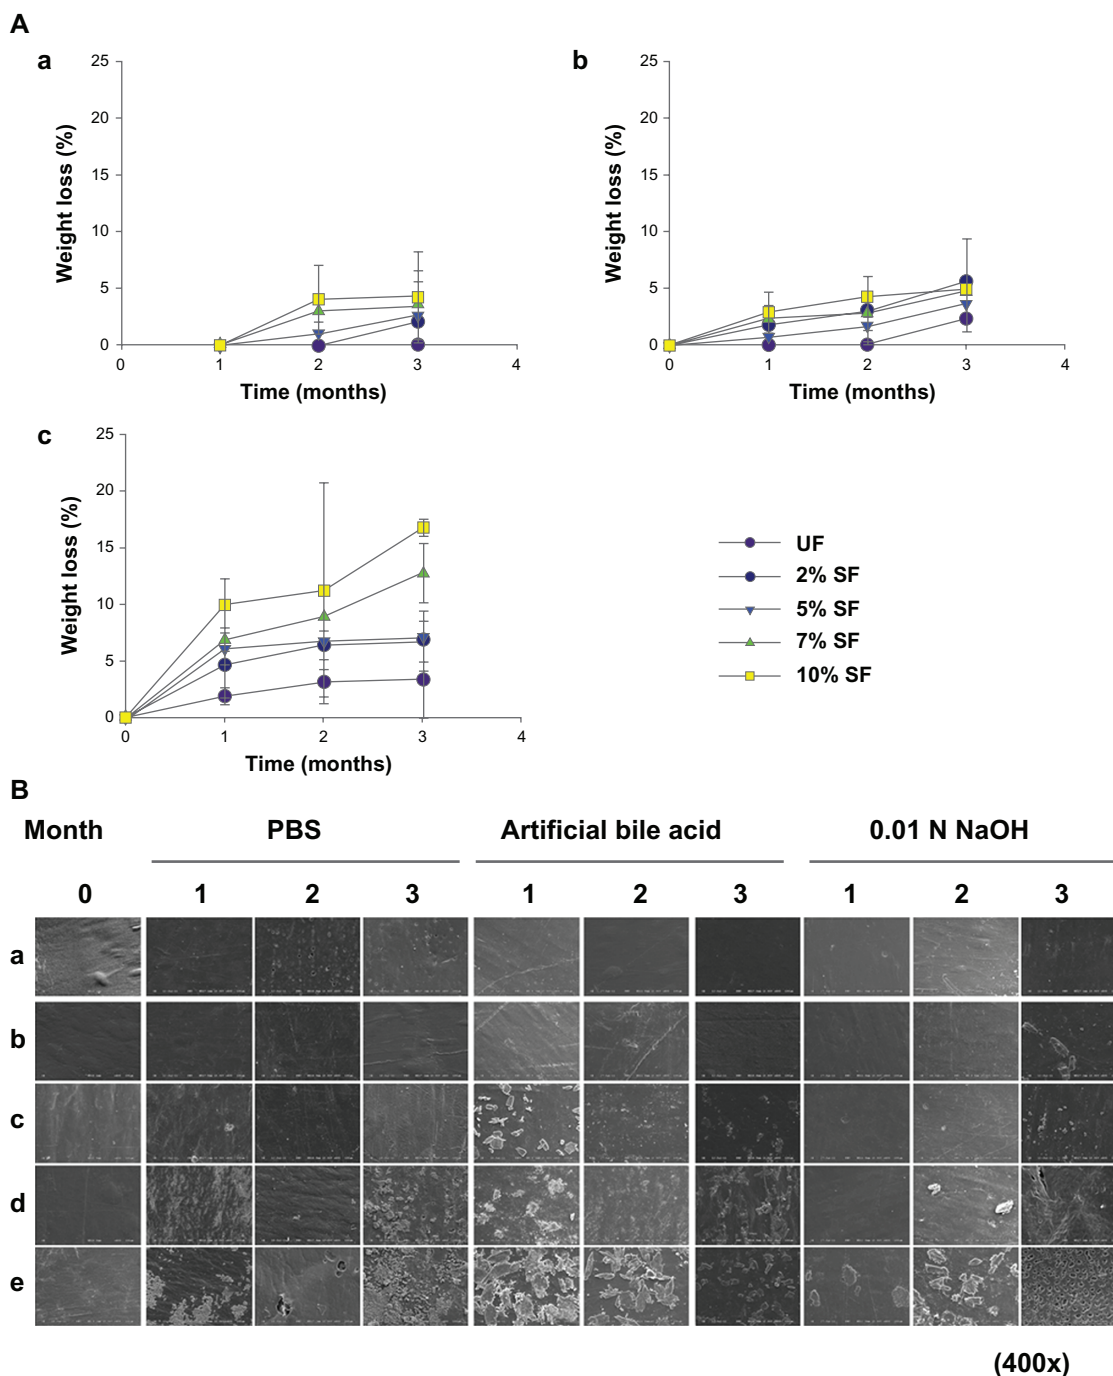 A
a
b
25
20
15
10
5
0
Weight loss (%)
0
1
2
3
4
Time (months)
25
20
15
10
5
0
Weight loss (%)
0
1
2
3
4
Time (months)
c
25
20
15
10
5
0
Weight loss (%)
0
1
2
3
4
Time (months)
UF
2% SF
5% SF
7% SF
10% SF
B
Month PBS Artificial bile acid 0.01 N NaOH
0 1 2 3 1 2 3 1 2 3
a
b
c
d
e
(400x)